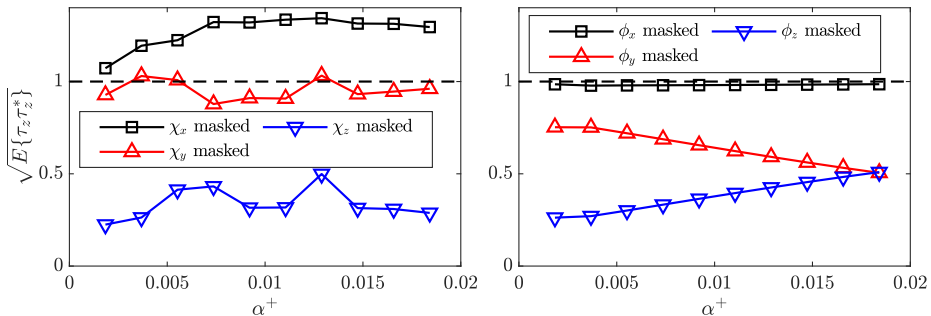 1
0.5
0
√E{τ_z τ_z^*}
χ_x masked
χ_y masked
χ_z masked
0
0.005
0.01
0.015
0.02
α⁺
1
0.5
0
ϕ_x masked
ϕ_y masked
ϕ_z masked
0
0.005
0.01
0.015
0.02
α⁺